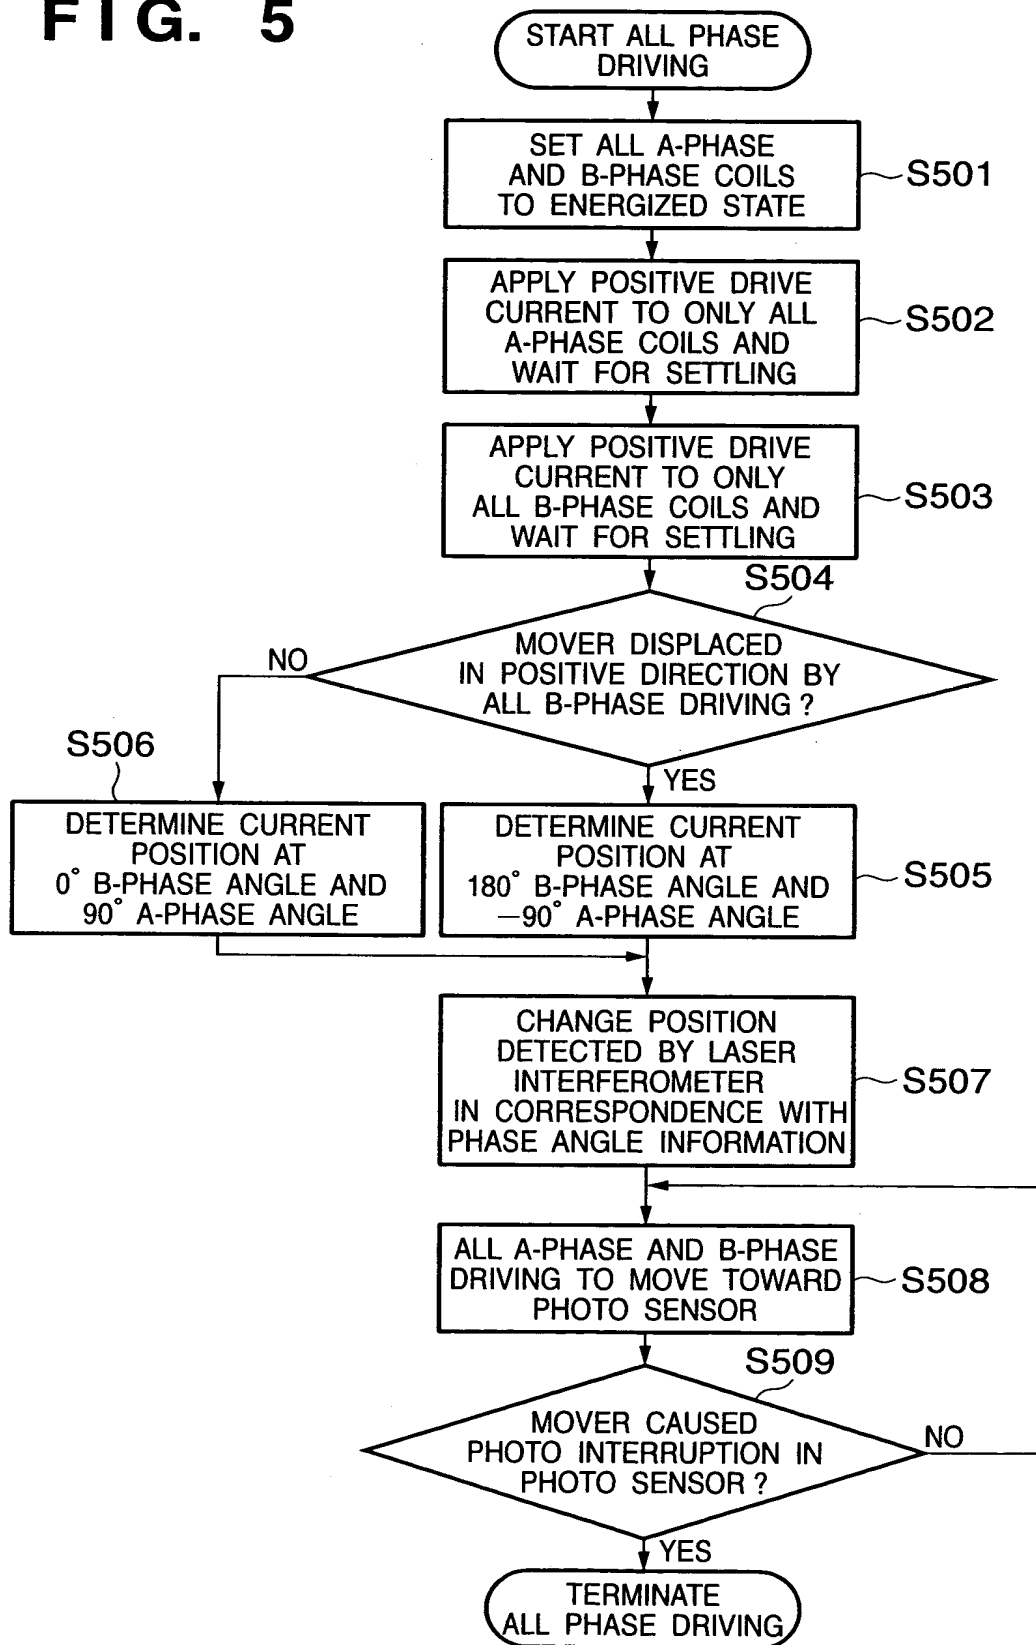 FIG. 5
START ALL PHASE
DRIVING
SET ALL A-PHASE
AND B-PHASE COILS
TO ENERGIZED STATE
S501
APPLY POSITIVE DRIVE
CURRENT TO ONLY ALL
A-PHASE COILS AND
WAIT FOR SETTLING
S502
APPLY POSITIVE DRIVE
CURRENT TO ONLY
ALL B-PHASE COILS AND
WAIT FOR SETTLING
S503
S504
MOVER DISPLACED
IN POSITIVE DIRECTION BY
ALL B-PHASE DRIVING ?
NO
YES
S506
DETERMINE CURRENT
POSITION AT
0° B-PHASE ANGLE AND
90° A-PHASE ANGLE
DETERMINE CURRENT
POSITION AT
180° B-PHASE ANGLE AND
—90° A-PHASE ANGLE
S505
CHANGE POSITION
DETECTED BY LASER
INTERFEROMETER
IN CORRESPONDENCE WITH
PHASE ANGLE INFORMATION
S507
ALL A-PHASE AND B-PHASE
DRIVING TO MOVE TOWARD
PHOTO SENSOR
S508
S509
MOVER CAUSED
PHOTO INTERRUPTION IN
PHOTO SENSOR ?
NO
YES
TERMINATE
ALL PHASE DRIVING